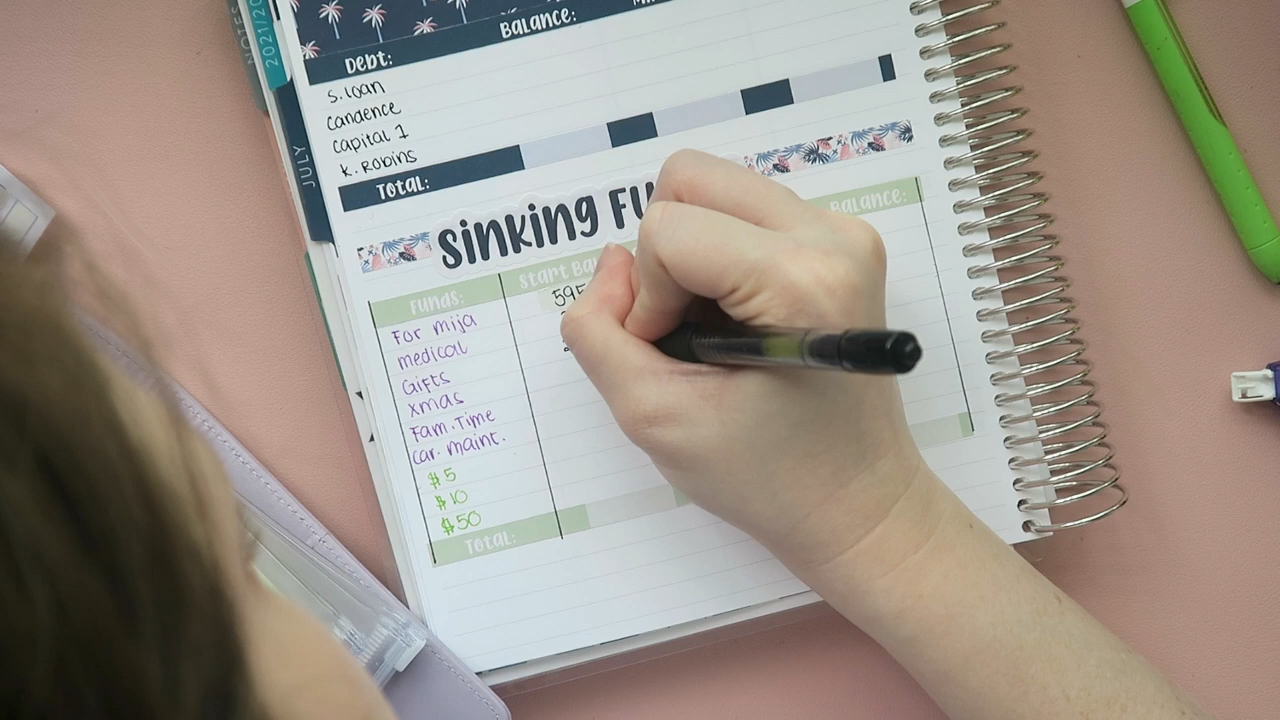 NOTES
2021/20
JULY
Balance:
Debt:
S. Loan
Candence
Capital 1
K. Robins
Total:
Sinking Fu
Funds:
Start Ba
Balance:
For Mija
595
medical
Gifts
xmas
Fam. Time
Car. Maint.
$5
$10
$50
Total: